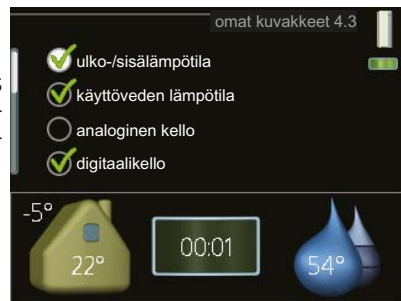 omat kuvakkeet 4.3
ulko-/sisälämpötila
käyttöveden lämpötila
analoginen kello
digitaalikello
-5°
22°
00:01
54°